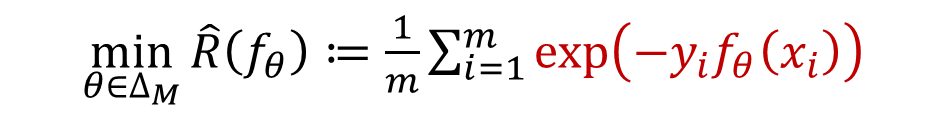 min_{θ∈Δ_M} R̂(f_θ) ≔ 1/m ∑_{i=1}^{m} exp(−y_i f_θ(x_i))